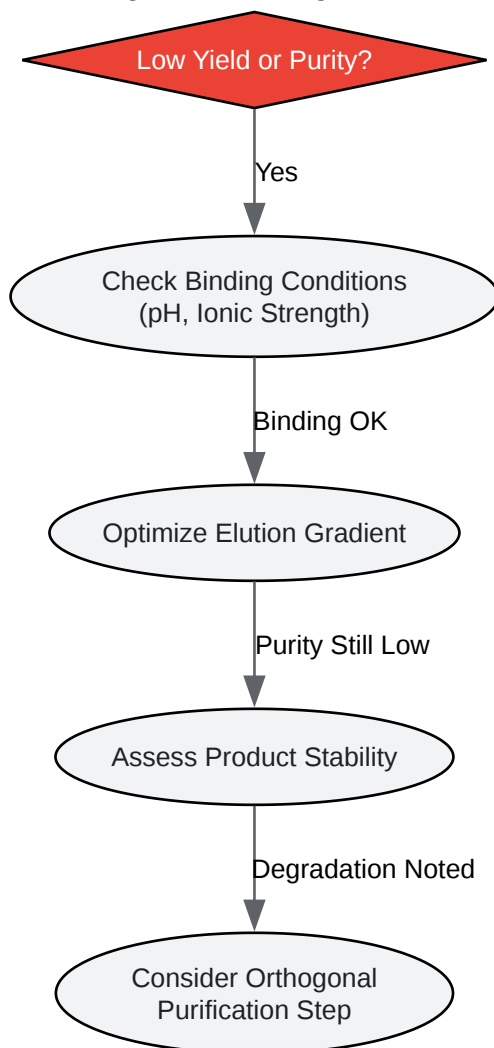 Low Yield or Purity?
Yes
Check Binding Conditions
(pH, Ionic Strength)
Binding OK
Optimize Elution Gradient
Purity Still Low
Assess Product Stability
Degradation Noted
Consider Orthogonal
Purification Step